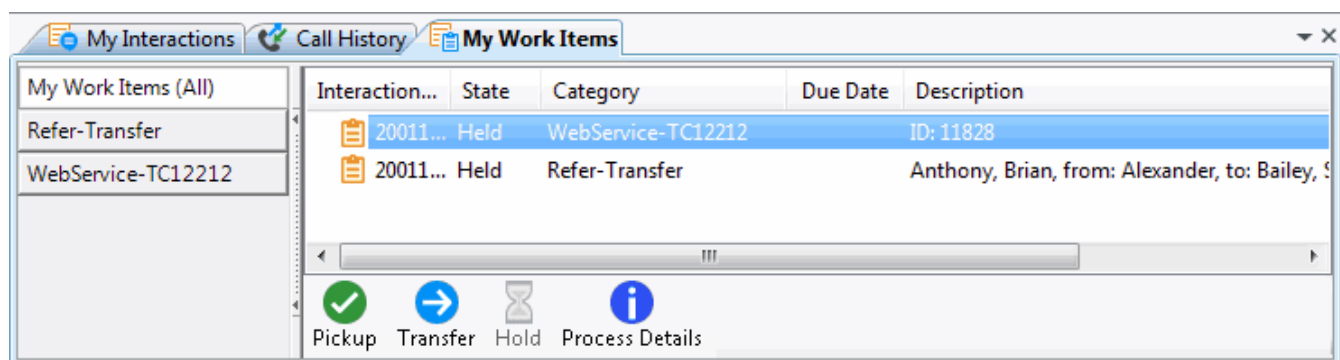 My Interactions Call History My Work Items
My Work Items (All)
Refer-Transfer
WebService-TC12212
Interaction... State Category Due Date Description
20011... Held WebService-TC12212 ID: 11828
20011... Held Refer-Transfer Anthony, Brian, from: Alexander, to: Bailey,
Pickup Transfer Hold Process Details